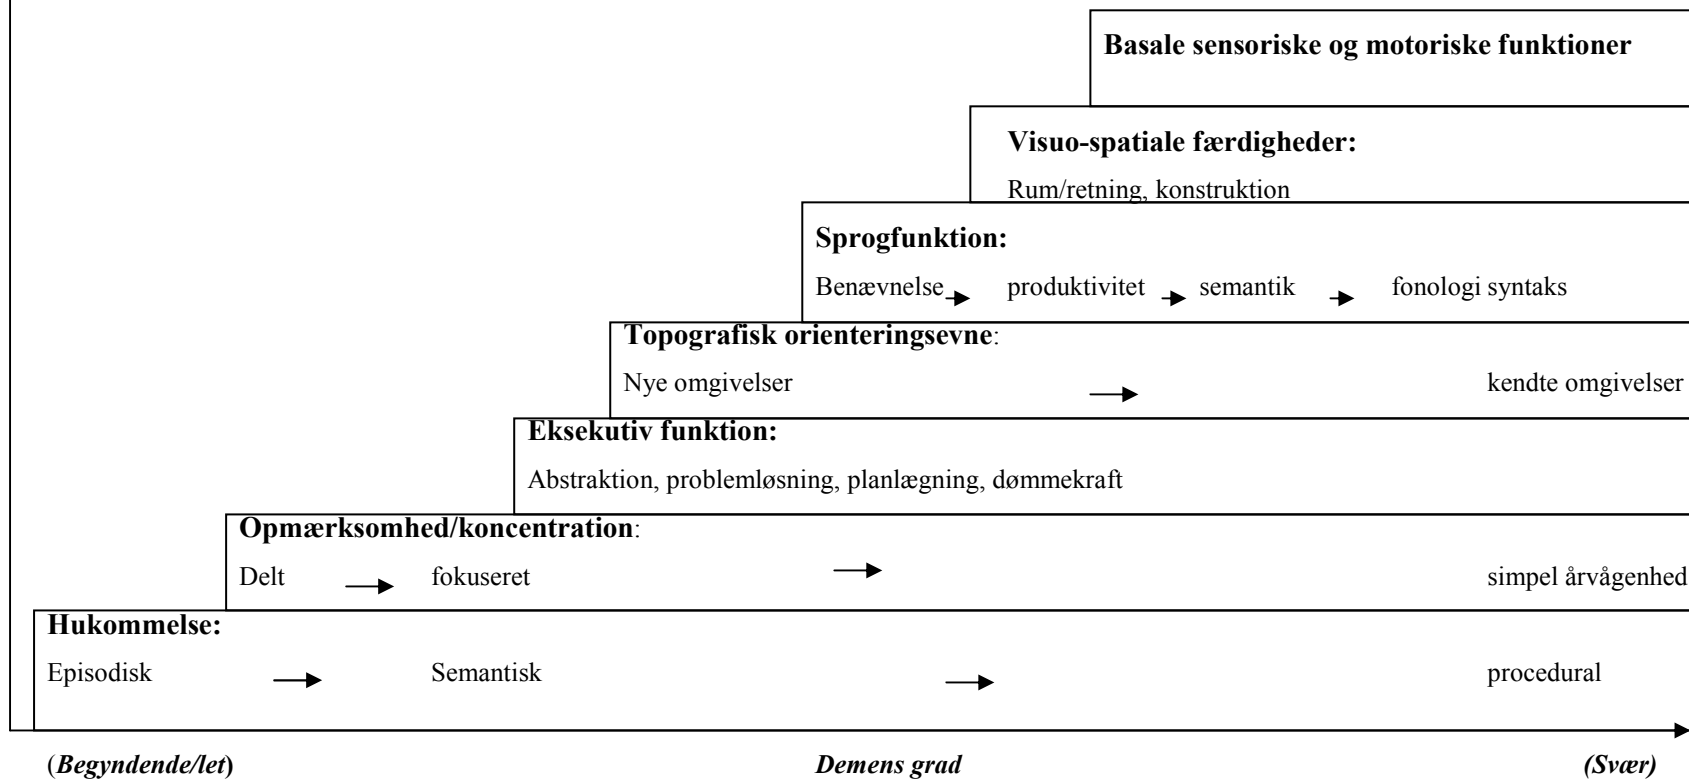 Basale sensoriske og motoriske funktioner
Visuo-spatiale færdigheder:
Rum/retning, konstruktion
Sprogfunktion:
Benævnelse produktivitet semantik fonologi syntaks
Topografisk orienteringsevne:
Nye omgivelser kendte omgivelser
Eksekutiv funktion:
Abstraktion, problemløsning, planlægning, dømmekraft
Opmærksomhed/koncentration:
Delt fokuseret simpel årvågenhed
Hukommelse:
Episodisk Semantisk procedural
(Begyndende/let) Demens grad (Svær)